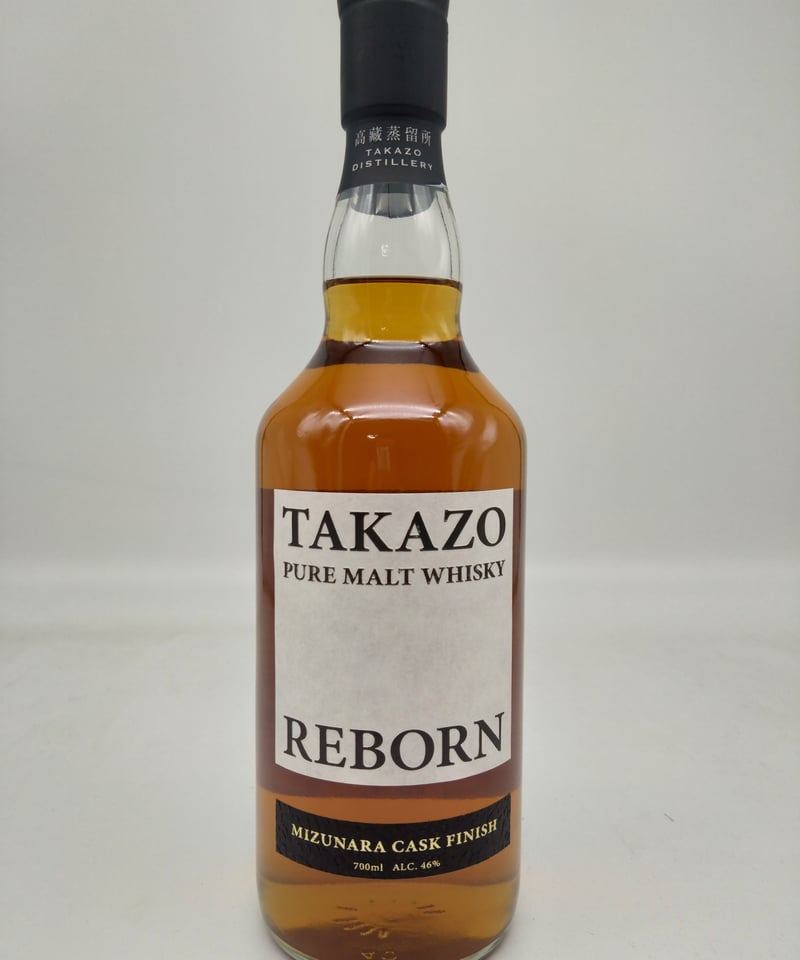 高藏蒸留所
TAKAZO
DISTILLERY
TAKAZO
PURE MALT WHISKY
REBORN
MIZUNARA CASK FINISH
700ml ALC. 46%